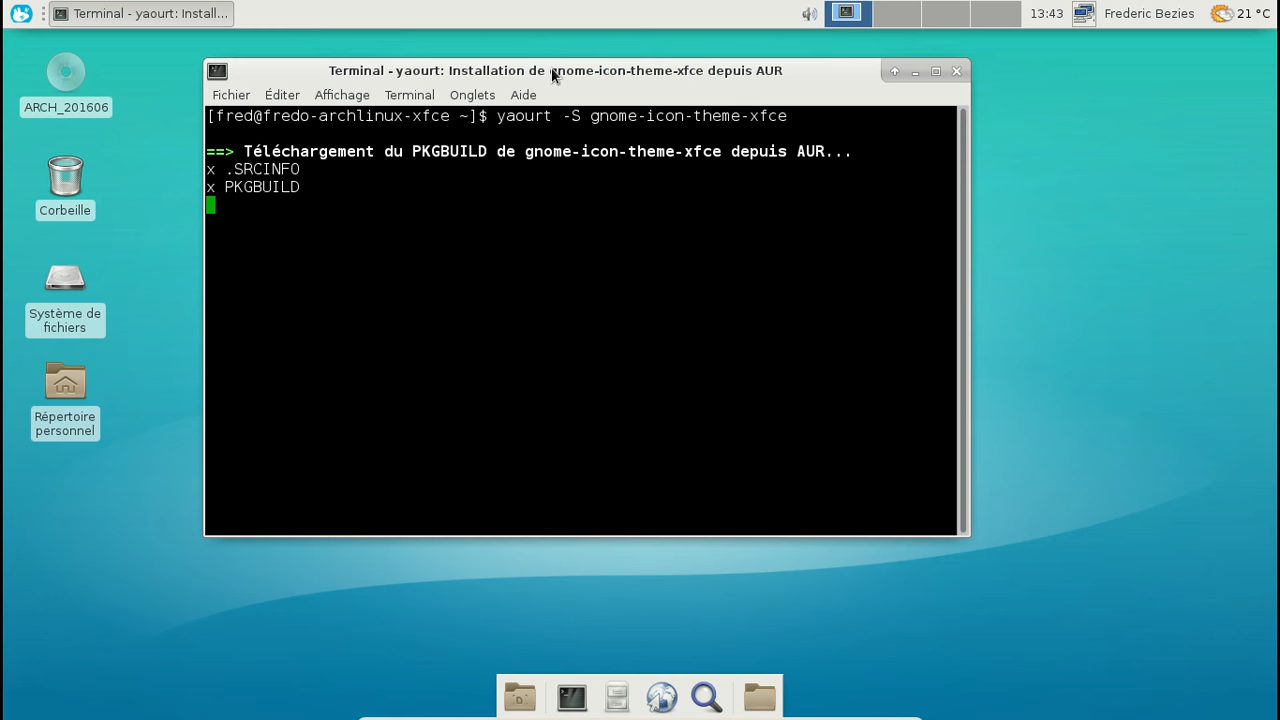 Terminal - yaourt: Install...
13:43
Frederic Bezies
21 °C
ARCH_201606
Corbeille
Système de
fichiers
Répertoire
personnel
Terminal - yaourt: Installation de gnome-icon-theme-xfce depuis AUR
Fichier Éditer Affichage Terminal Onglets Aide
[fred@fredo-archlinux-xfce ~]$ yaourt -S gnome-icon-theme-xfce
==> Téléchargement du PKGBUILD de gnome-icon-theme-xfce depuis AUR...
x .SRCINFO
x PKGBUILD